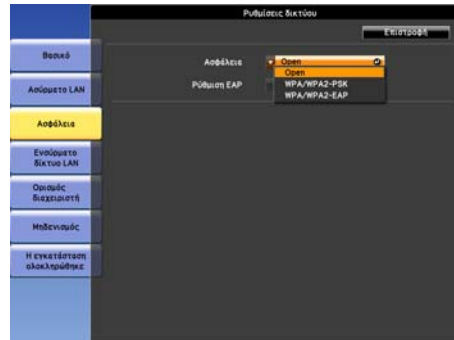 Ρυθμίσεις δικτύου
Επιστροφή
Βασικό
Ασύρματο LAN
Ασφάλεια
Ενσύρματο
δίκτυο LAN
Ορισμός
διαχειριστή
Μηδενισμός
Η εγκατάσταση
ολοκληρώθηκε
Ασφάλεια
Open
Open
WPA/WPA2-PSK
WPA/WPA2-EAP
Ρύθμιση EAP